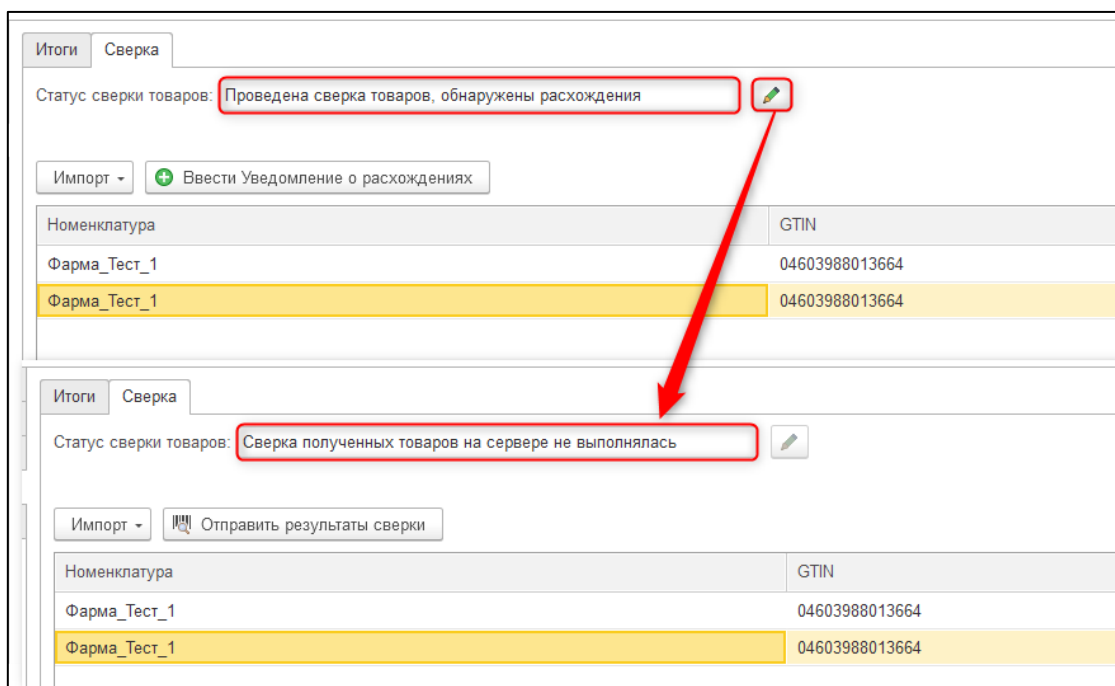 Итоги Сверка
Статус сверки товаров: Проведена сверка товаров, обнаружены расхождения
Импорт Ввести Уведомление о расхождениях
Номенклатура GTIN
Фарма_Тест_1 04603988013664
Фарма_Тест_1 04603988013664
Итоги Сверка
Статус сверки товаров: Сверка полученных товаров на сервере не выполнялась
Импорт Отправить результаты сверки
Номенклатура GTIN
Фарма_Тест_1 04603988013664
Фарма_Тест_1 04603988013664